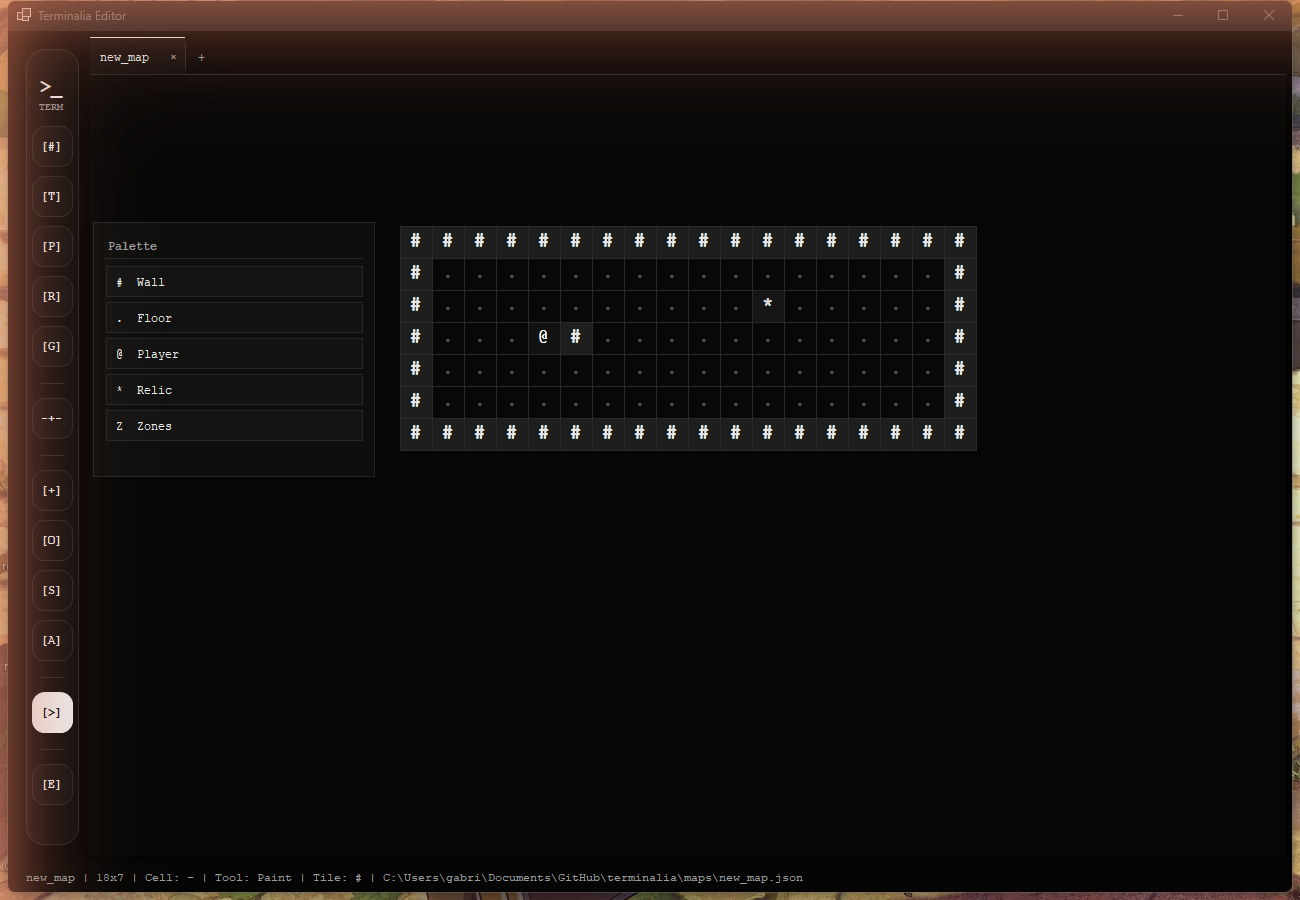 Terminalia Editor
new_map × +
>_
TERM
[#]
[T]
[P]
[R]
[G]
-+-
[+]
[O]
[S]
[A]
[>]
[E]
Palette
# Wall
. Floor
@ Player
* Relic
Z Zones
# # # # # # # # # # # # # # # # # #
# . . . . . . . . . . . . . . . . #
# . . . . . . . . . . * . . . . . #
# . . . @ # . . . . . . . . . . . #
# . . . . . . . . . . . . . . . . #
# . . . . . . . . . . . . . . . . #
# # # # # # # # # # # # # # # # # #
new_map | 18x7 | Cell: - | Tool: Paint | Tile: # | C:\Users\gabri\Documents\GitHub\terminalia\maps\new_map.json